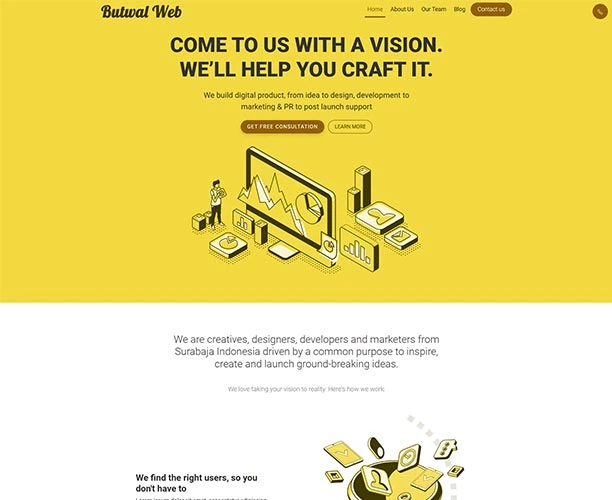 Butwal Web
Home About Us Our Team Blog Contact us
COME TO US WITH A VISION.
WE'LL HELP YOU CRAFT IT.
We build digital product, from idea to design, development to
marketing & PR to post launch support
GET FREE CONSULTATION LEARN MORE
We are creatives, designers, developers and marketers from
Surabaja Indonesia driven by a common purpose to inspire,
create and launch ground-breaking ideas.
We love taking your vision to reality. Here's how we work:
We find the right users, so you
don't have to